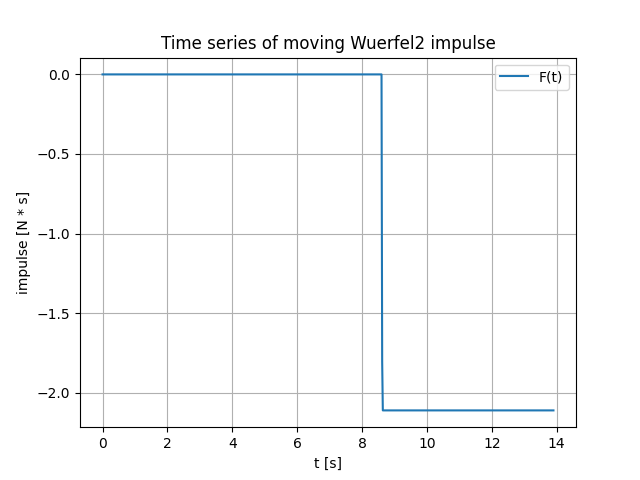 Time series of moving Wuerfel2 impulse
F(t)
impulse [N * s]
0.0
−0.5
−1.0
−1.5
−2.0
0 2 4 6 8 10 12 14
t [s]